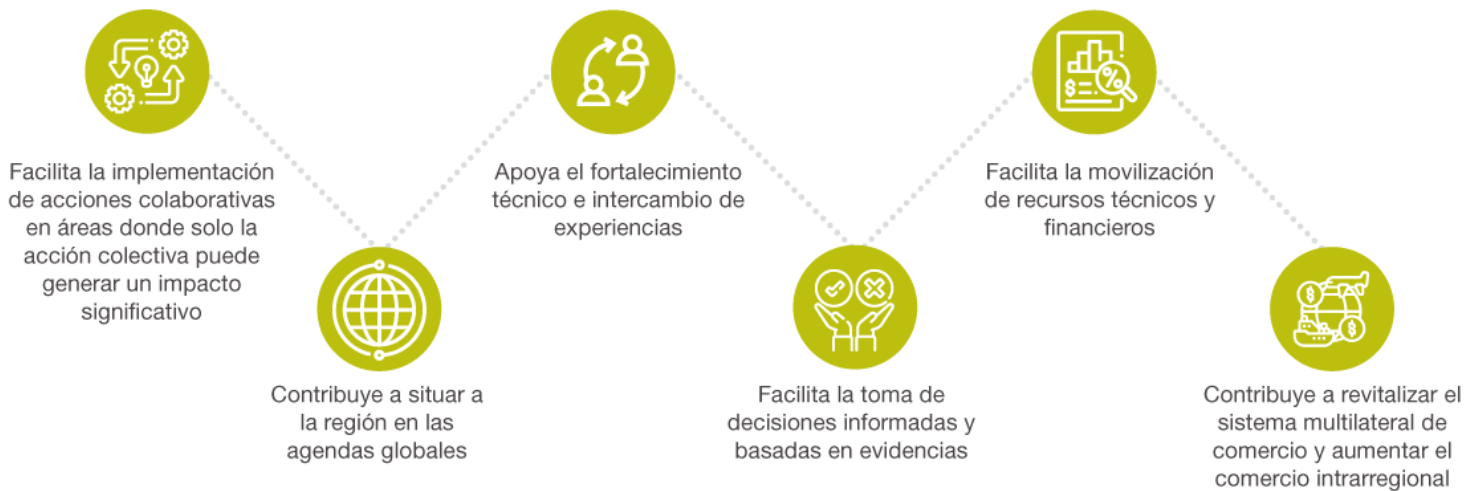 Facilita la implementación
de acciones colaborativas
en áreas donde solo la
acción colectiva puede
generar un impacto
significativo
Contribuye a situar a
la región en las
agendas globales
Apoya el fortalecimiento
técnico e intercambio de
experiencias
Facilita la toma de
decisiones informadas y
basadas en evidencias
Facilita la movilización
de recursos técnicos y
financieros
Contribuye a revitalizar el
sistema multilateral de
comercio y aumentar el
comercio intrarregional